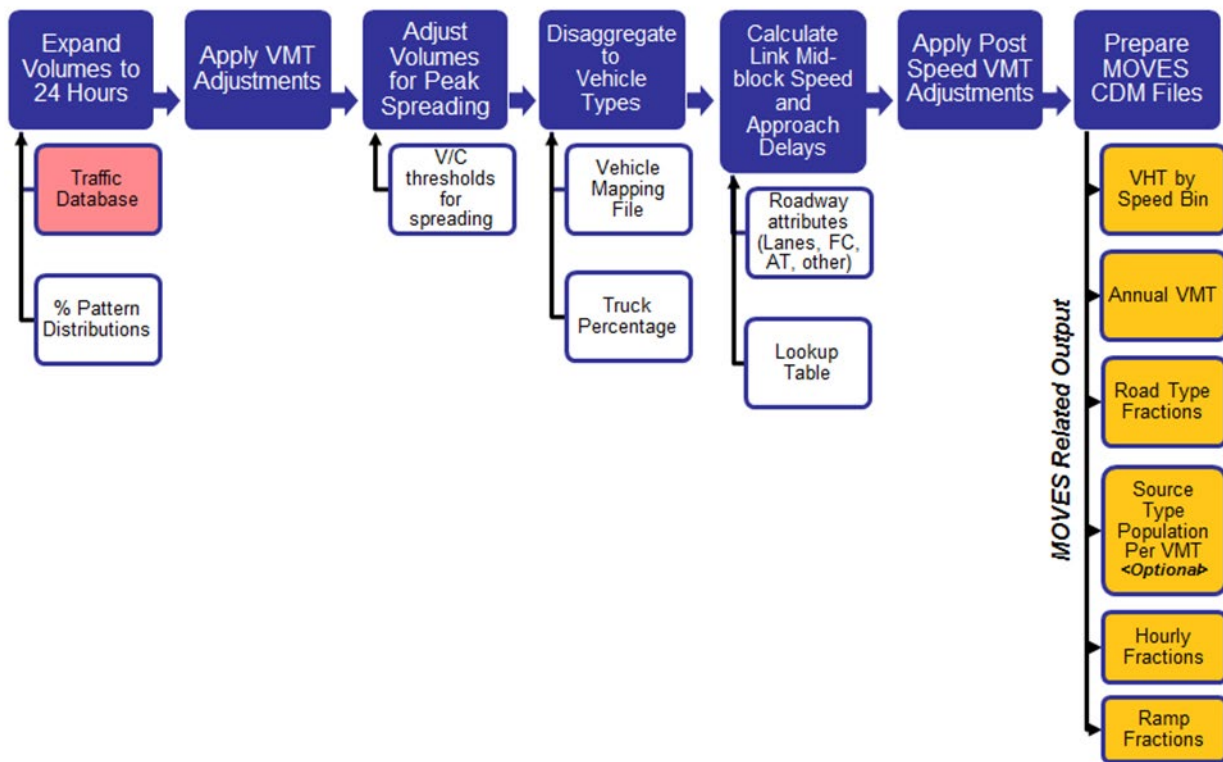 Expand
Volumes to
24 Hours
Apply VMT
Adjustments
Adjust
Volumes
for Peak
Spreading
Disaggregate
to
Vehicle
Types
Calculate
Link Mid-
block Speed
and
Approach
Delays
Apply Post
Speed VMT
Adjustments
Prepare
MOVES
CDM Files
Traffic
Database
% Pattern
Distributions
V/C
thresholds
for
spreading
Vehicle
Mapping
File
Truck
Percentage
Roadway
attributes
(Lanes, FC,
AT, other)
Lookup
Table
MOVES Related Output
VHT by
Speed Bin
Annual VMT
Road Type
Fractions
Source
Type
Population
Per VMT
<Optional>
Hourly
Fractions
Ramp
Fractions